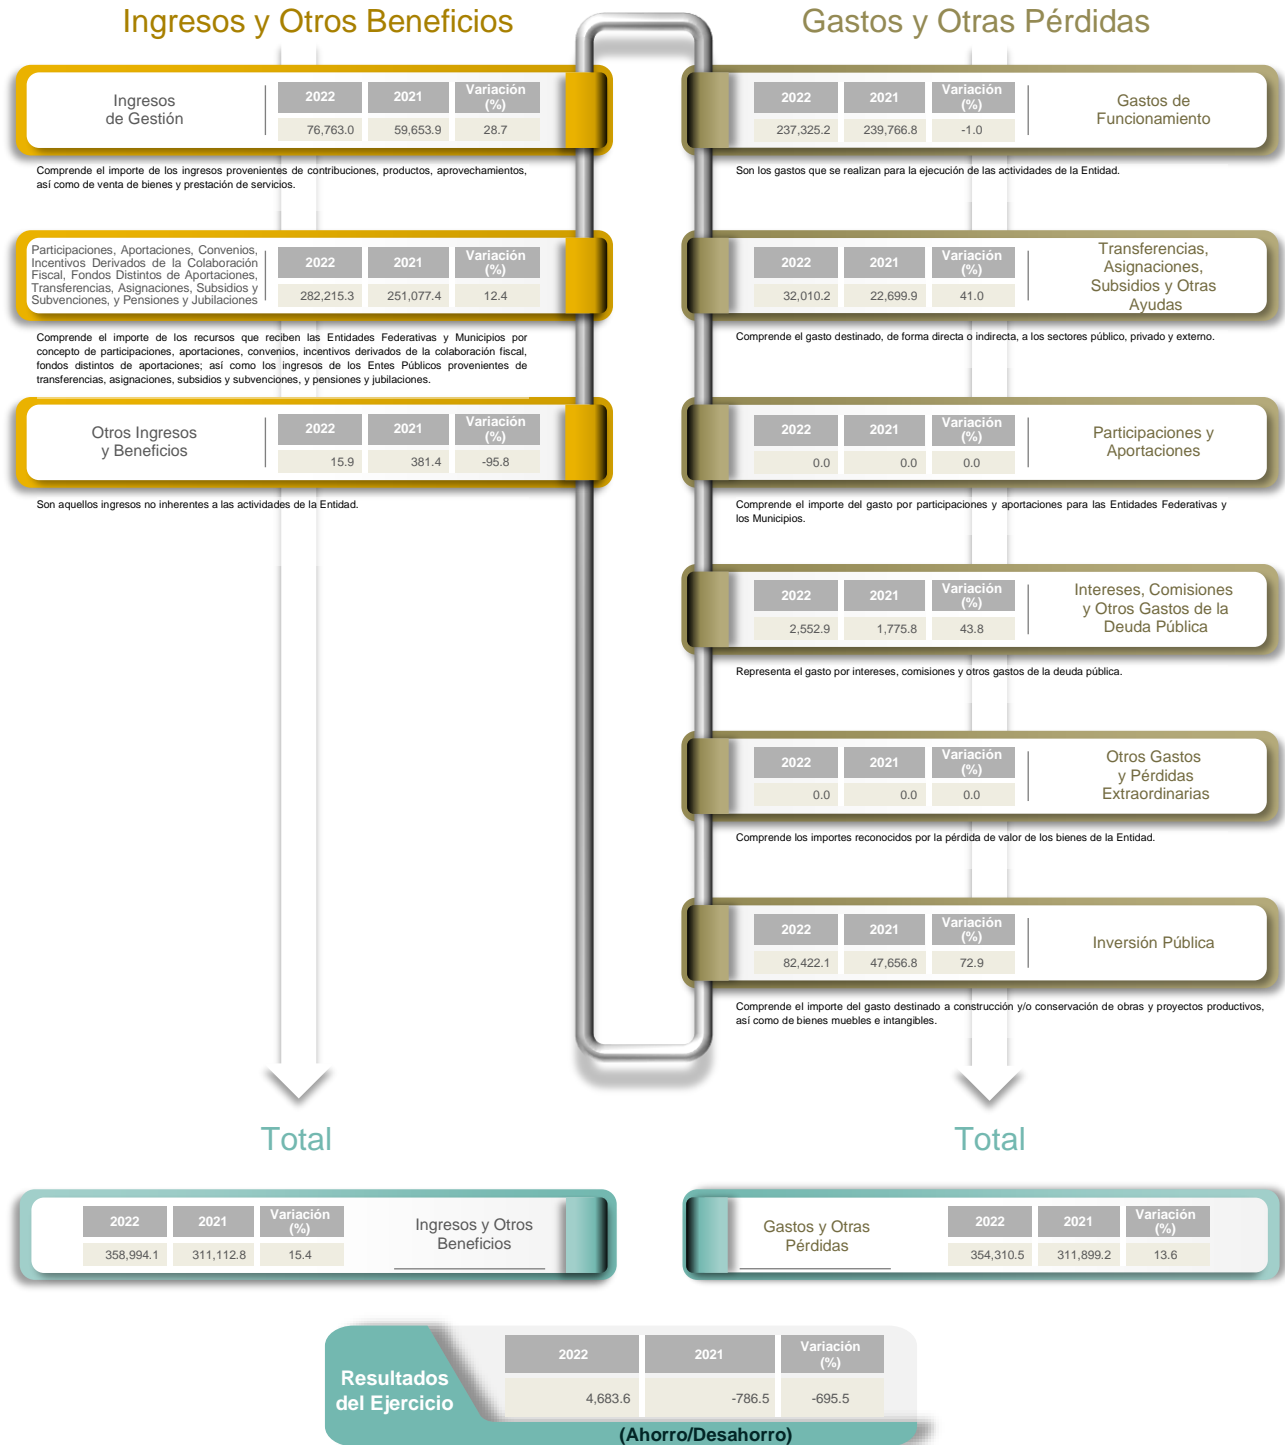 Ingresos y Otros Beneficios
Ingresos
de Gestión
2022 2021 Variación (%)
76,763.0 59,653.9 28.7
Comprende el importe de los ingresos provenientes de contribuciones, productos, aprovechamientos,
así como de venta de bienes y prestación de servicios.
Participaciones, Aportaciones, Convenios,
Incentivos Derivados de la Colaboración
Fiscal, Fondos Distintos de Aportaciones,
Transferencias, Asignaciones, Subsidios y
Subvenciones, y Pensiones y Jubilaciones
2022 2021 Variación (%)
282,215.3 251,077.4 12.4
Comprende el importe de los recursos que reciben las Entidades Federativas y Municipios por
concepto de participaciones, aportaciones, convenios, incentivos derivados de la colaboración fiscal,
fondos distintos de aportaciones; así como los ingresos de los Entes Públicos provenientes de
transferencias, asignaciones, subsidios y subvenciones, y pensiones y jubilaciones.
Otros Ingresos
y Beneficios
2022 2021 Variación (%)
15.9 381.4 -95.8
Son aquellos ingresos no inherentes a las actividades de la Entidad.
Gastos y Otras Pérdidas
2022 2021 Variación (%)
237,325.2 239,766.8 -1.0
Gastos de
Funcionamiento
Son los gastos que se realizan para la ejecución de las actividades de la Entidad.
2022 2021 Variación (%)
32,010.2 22,699.9 41.0
Transferencias,
Asignaciones,
Subsidios y Otras
Ayudas
Comprende el gasto destinado, de forma directa o indirecta, a los sectores público, privado y externo.
2022 2021 Variación (%)
0.0 0.0 0.0
Participaciones y
Aportaciones
Comprende el importe del gasto por participaciones y aportaciones para las Entidades Federativas y
los Municipios.
2022 2021 Variación (%)
2,552.9 1,775.8 43.8
Intereses, Comisiones
y Otros Gastos de la
Deuda Pública
Representa el gasto por intereses, comisiones y otros gastos de la deuda pública.
2022 2021 Variación (%)
0.0 0.0 0.0
Otros Gastos
y Pérdidas
Extraordinarias
Comprende los importes reconocidos por la pérdida de valor de los bienes de la Entidad.
2022 2021 Variación (%)
82,422.1 47,656.8 72.9
Inversión Pública
Comprende el importe del gasto destinado a construcción y/o conservación de obras y proyectos productivos,
así como de bienes muebles e intangibles.
Total
2022 2021 Variación (%)
358,994.1 311,112.8 15.4
Ingresos y Otros
Beneficios
Total
Gastos y Otras
Pérdidas
2022 2021 Variación (%)
354,310.5 311,899.2 13.6
Resultados
del Ejercicio
2022 2021 Variación (%)
4,683.6 -786.5 -695.5
(Ahorro/Desahorro)